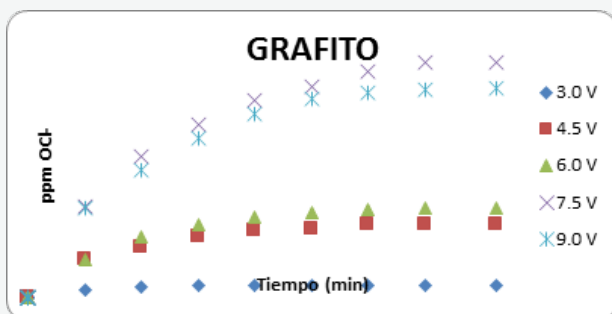 GRAFITO
ppm OCl-
3.0 V
4.5 V
6.0 V
7.5 V
9.0 V
Tiempo (min)